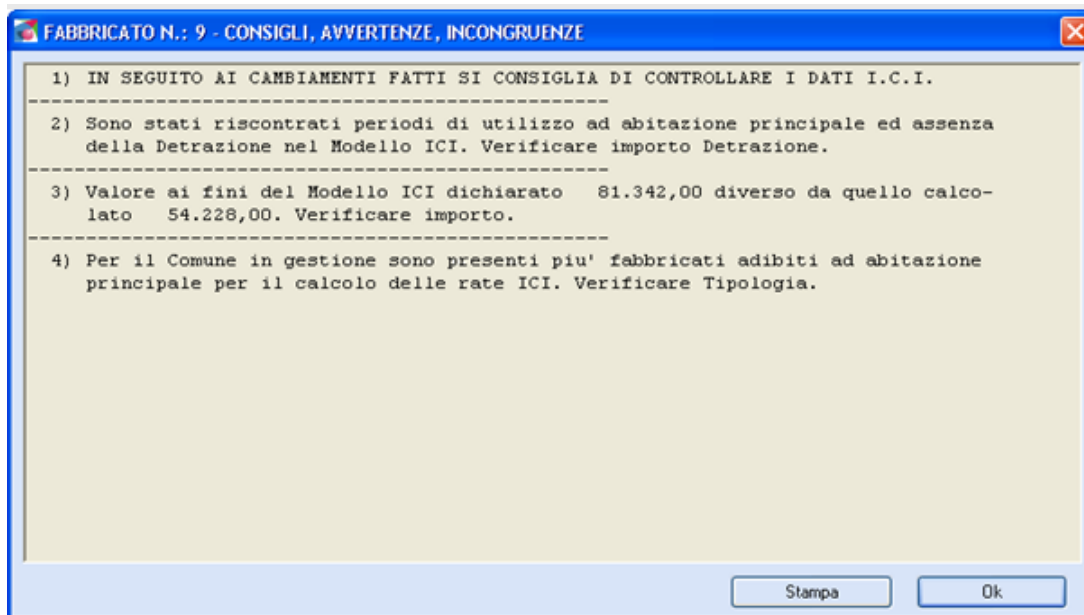 FABBRICATO N.: 9 - CONSIGLI, AVVERTENZE, INCONGRUENZE
1) IN SEGUITO AI CAMBIAMENTI FATTI SI CONSIGLIA DI CONTROLLARE I DATI I.C.I.
--------------------------------------------------
2) Sono stati riscontrati periodi di utilizzo ad abitazione principale ed assenza
della Detrazione nel Modello ICI. Verificare importo Detrazione.
--------------------------------------------------
3) Valore ai fini del Modello ICI dichiarato 81.342,00 diverso da quello calco-
lato 54.228,00. Verificare importo.
--------------------------------------------------
4) Per il Comune in gestione sono presenti piu' fabbricati adibiti ad abitazione
principale per il calcolo delle rate ICI. Verificare Tipologia.
Stampa Ok